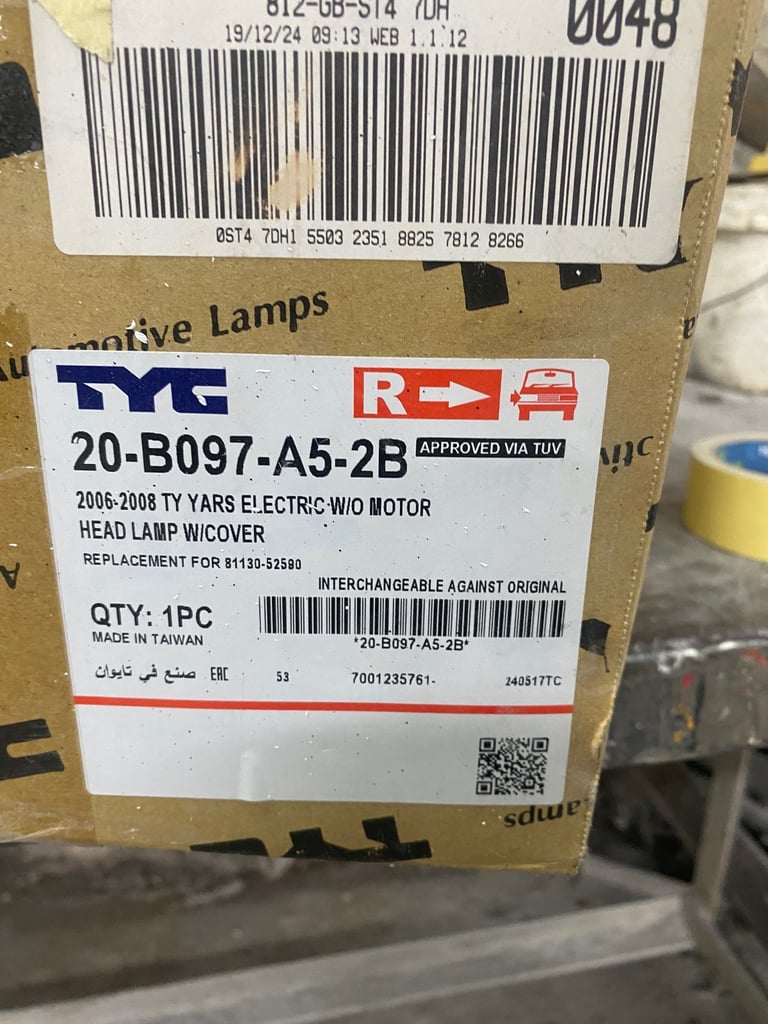 812-GB-ST4 7DH
0048
19/12/24 09:13 WEB 1.1.12
0ST4 7DH1 5503 2351 8825 7812 8266
Automotive Lamps
TYC
R
20-B097-A5-2B
APPROVED VIA TUV
2006-2008 TY YARS ELECTRIC W/O MOTOR
HEAD LAMP W/COVER
REPLACEMENT FOR 81130-52590
INTERCHANGEABLE AGAINST ORIGINAL
QTY: 1PC
MADE IN TAIWAN
*20-B097-A5-2B*
صنع في تايوان EAC 53 7001235761- 240517TC